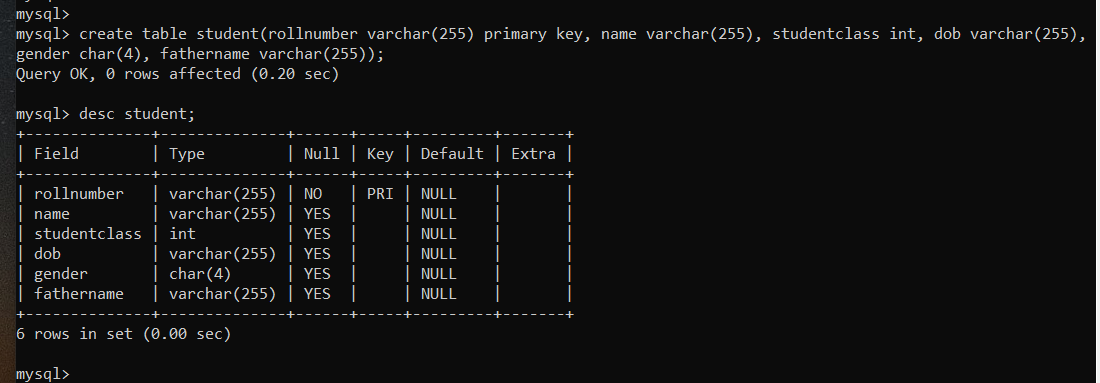 mysql>
mysql> create table student(rollnumber varchar(255) primary key, name varchar(255), studentclass int, dob varchar(255),
gender char(4), fathername varchar(255));
Query OK, 0 rows affected (0.20 sec)
mysql> desc student;
+--------------+--------------+------+-----+---------+-------+
| Field        | Type         | Null | Key | Default | Extra |
+--------------+--------------+------+-----+---------+-------+
| rollnumber   | varchar(255) | NO   | PRI | NULL    |       |
| name         | varchar(255) | YES  |     | NULL    |       |
| studentclass | int          | YES  |     | NULL    |       |
| dob          | varchar(255) | YES  |     | NULL    |       |
| gender       | char(4)      | YES  |     | NULL    |       |
| fathername   | varchar(255) | YES  |     | NULL    |       |
+--------------+--------------+------+-----+---------+-------+
6 rows in set (0.00 sec)
mysql>